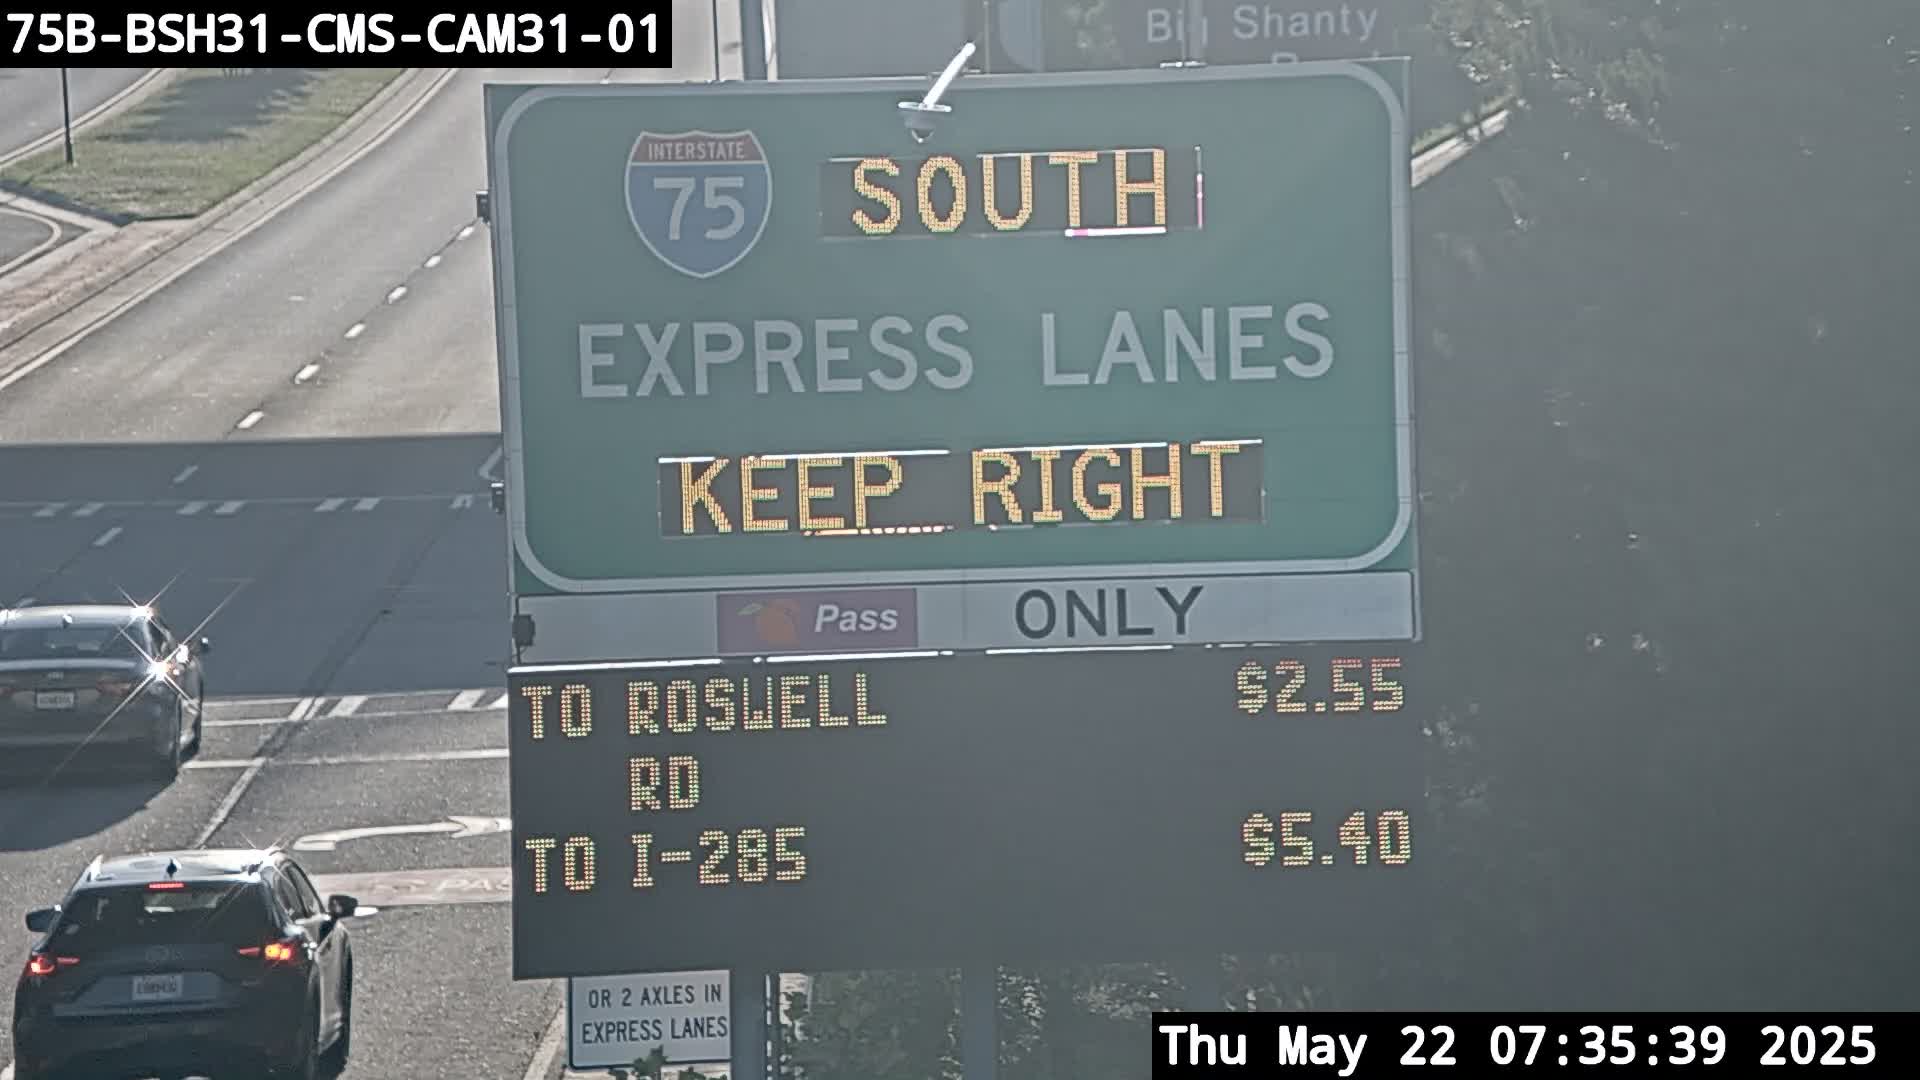 75B-BSH31-CMS-CAM31-01
Big Shanty
INTERSTATE
75
SOUTH
EXPRESS LANES
KEEP RIGHT
Pass ONLY
TO ROSWELL $2.55
RD
TO I-285 $5.40
OR 2 AXLES IN
EXPRESS LANES
Thu May 22 07:35:39 2025